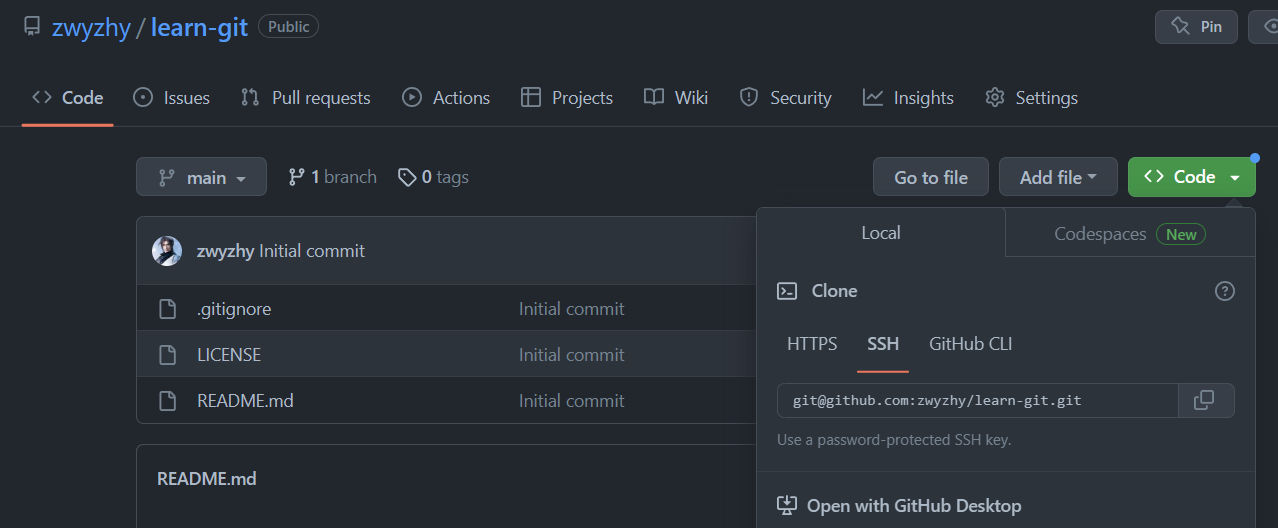 zwyzhy / learn-git Public Pin
Code Issues Pull requests Actions Projects Wiki Security Insights Settings
main 1 branch 0 tags Go to file Add file Code
zwyzhy Initial commit
.gitignore Initial commit
LICENSE Initial commit
README.md Initial commit
README.md
Local Codespaces New
Clone
HTTPS SSH GitHub CLI
git@github.com:zwyzhy/learn-git.git
Use a password-protected SSH key.
Open with GitHub Desktop